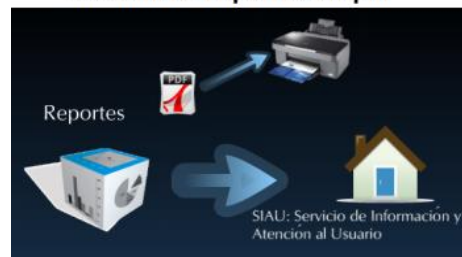 PDF
Reportes
SIAU: Servicio de Información y
Atención al Usuario